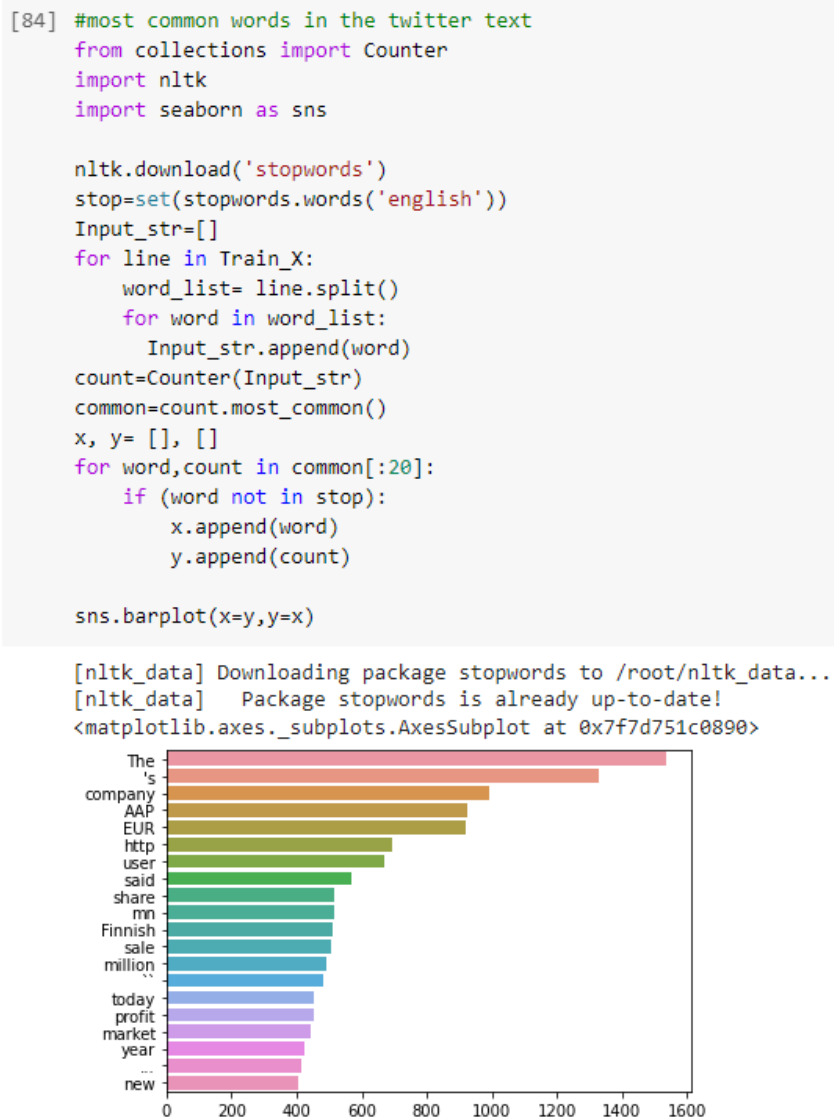 [84] #most common words in the twitter text
from collections import Counter
import nltk
import seaborn as sns
nltk.download('stopwords')
stop=set(stopwords.words('english'))
Input_str=[]
for line in Train_X:
    word_list= line.split()
    for word in word_list:
      Input_str.append(word)
count=Counter(Input_str)
common=count.most_common()
x, y= [], []
for word,count in common[:20]:
    if (word not in stop):
        x.append(word)
        y.append(count)
sns.barplot(x=y,y=x)
[nltk_data] Downloading package stopwords to /root/nltk_data...
[nltk_data]   Package stopwords is already up-to-date!
<matplotlib.axes._subplots.AxesSubplot at 0x7f7d751c0890>
The
's
company
AAP
EUR
http
user
said
share
mn
Finnish
sale
million
``
today
profit
market
year
...
new
0 200 400 600 800 1000 1200 1400 1600